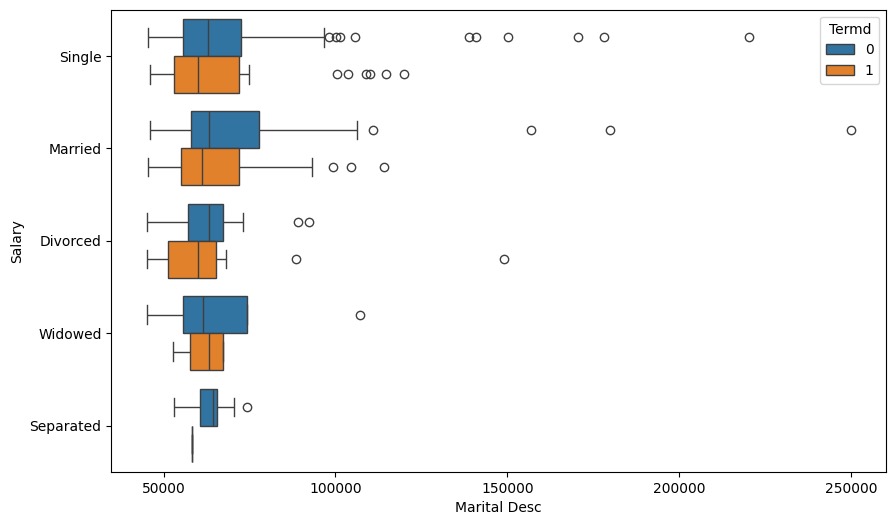 Termd
0
1
Single
Married
Divorced
Widowed
Separated
Salary
50000
100000
150000
200000
250000
Marital Desc